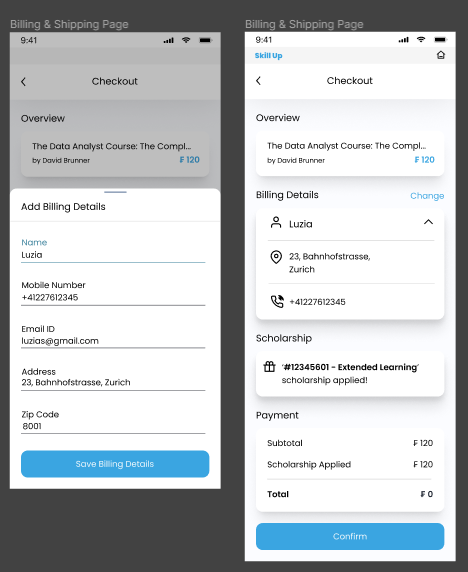 Billing & Shipping Page
9:41
Checkout
Overview
The Data Analyst Course: The Compl...
by David Brunner
₣ 120
Add Billing Details
Name
Luzia
Mobile Number
+41227612345
Email ID
luzias@gmail.com
Address
23, Bahnhofstrasse, Zurich
Zip Code
8001
Save Billing Details
Billing & Shipping Page
9:41
Skill Up
Checkout
Overview
The Data Analyst Course: The Compl...
by David Brunner
₣ 120
Billing Details
Change
Luzia
23, Bahnhofstrasse,
Zurich
+41227612345
Scholarship
'#12345601 - Extended Learning'
scholarship applied!
Payment
Subtotal
₣ 120
Scholarship Applied
₣ 120
Total
₣ 0
Confirm